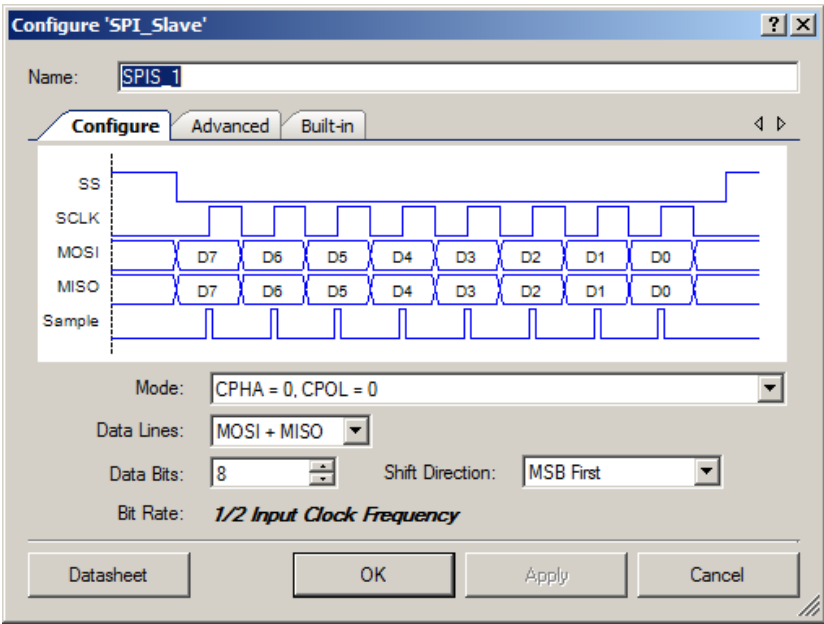 Configure 'SPI_Slave'
Name: SPIS_1
Configure Advanced Built-in
SS
SCLK
MOSI D7 D6 D5 D4 D3 D2 D1 D0
MISO D7 D6 D5 D4 D3 D2 D1 D0
Sample
Mode: CPHA = 0, CPOL = 0
Data Lines: MOSI + MISO
Data Bits: 8 Shift Direction: MSB First
Bit Rate: 1/2 Input Clock Frequency
Datasheet OK Apply Cancel